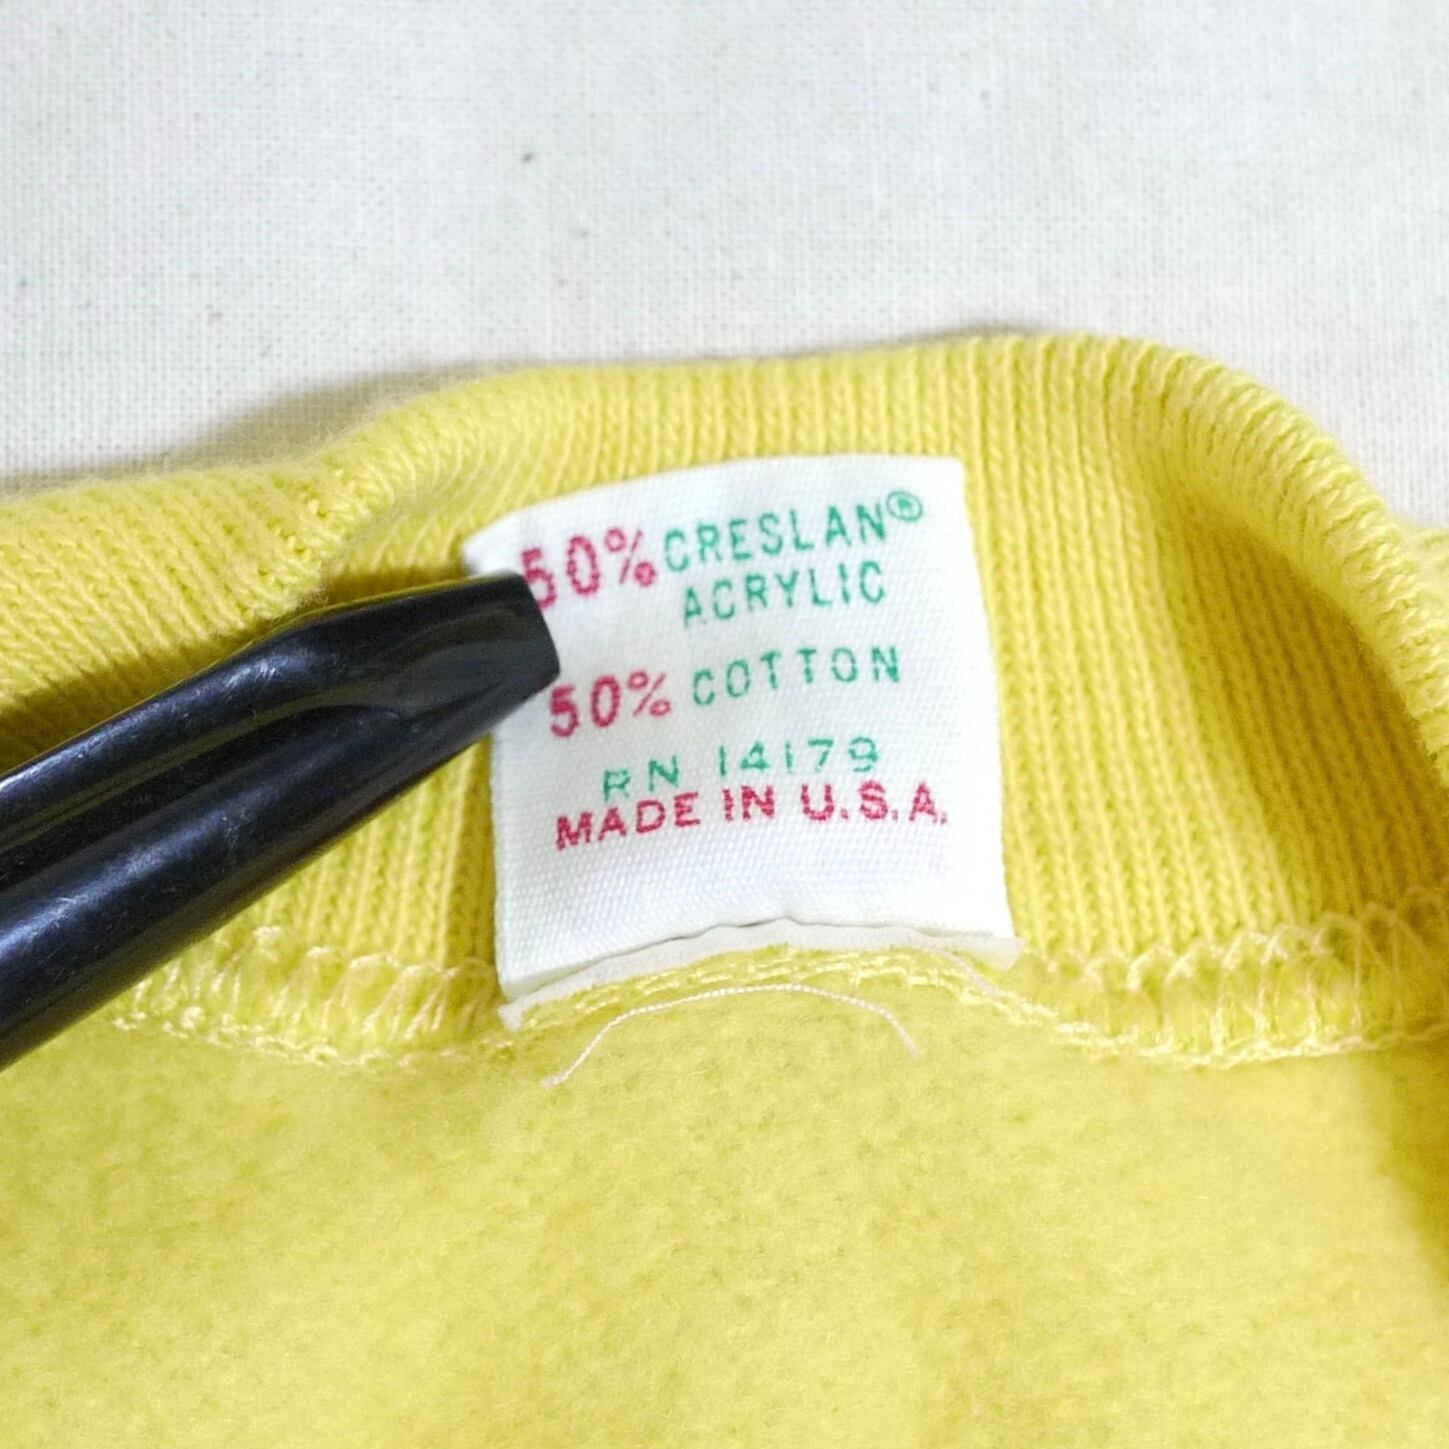 50% CRESLAN®
ACRYLIC
50% COTTON
RN 14179
MADE IN U.S.A.